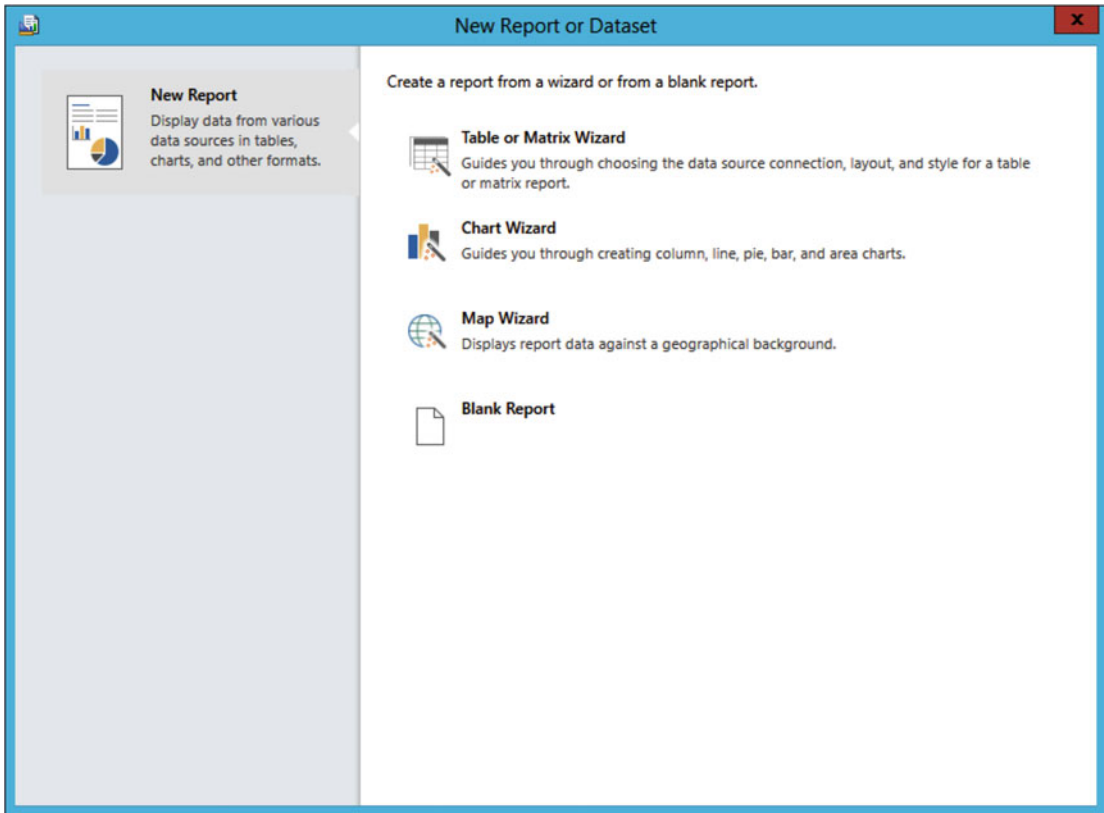 New Report or Dataset
x
New Report
Display data from various
data sources in tables,
charts, and other formats.
Create a report from a wizard or from a blank report.
Table or Matrix Wizard
Guides you through choosing the data source connection, layout, and style for a table
or matrix report.
Chart Wizard
Guides you through creating column, line, pie, bar, and area charts.
Map Wizard
Displays report data against a geographical background.
Blank Report